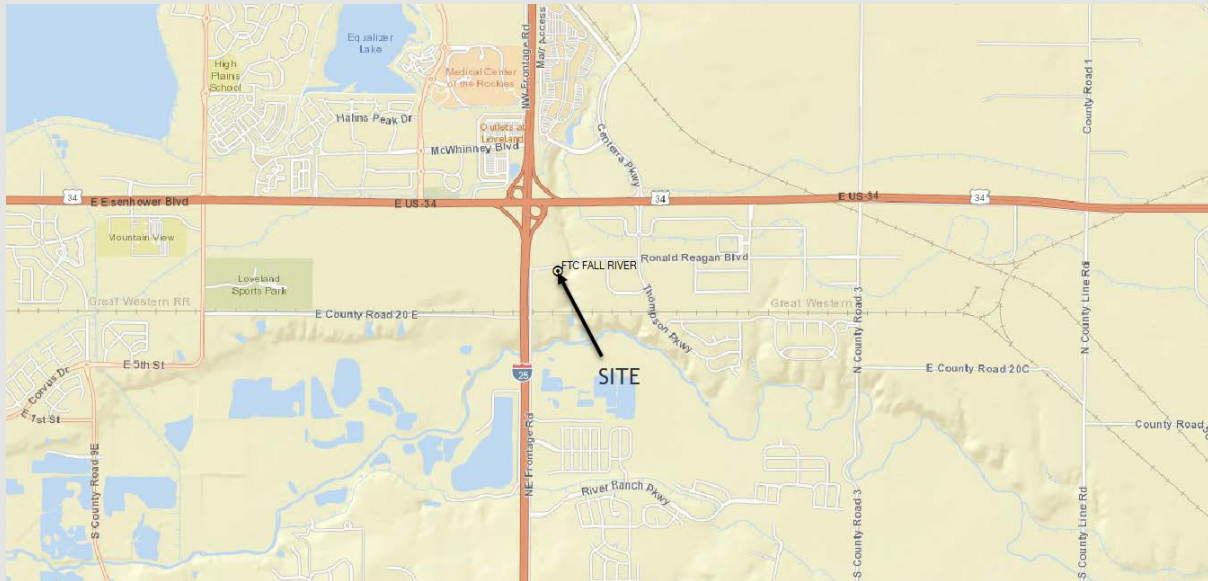 Equalizer
Lake
High
Plains
School
Medical Center
of the Rockies
NW Frontage Rd
Mall Access
Hahns Peak Dr
Outlets at
Loveland
McWhinney Blvd
Centerra Pkwy
County Road 1
34
E Eisenhower Blvd
E US-34
34
E US-34
34
Mountain View
Loveland
Sports Park
FTC FALL RIVER
Ronald Reagan Blvd
Great Western RR
E County Road 20 E
Thompson Pkwy
Great Western
N County Road 3
N County Line Rd
E 5th St
E Corvus Dr
E 1st St
25
SITE
E County Road 20C
County Road
S County Road 9E
NE Frontage Rd
River Ranch Pkwy
S County Road 3
S County Line Rd